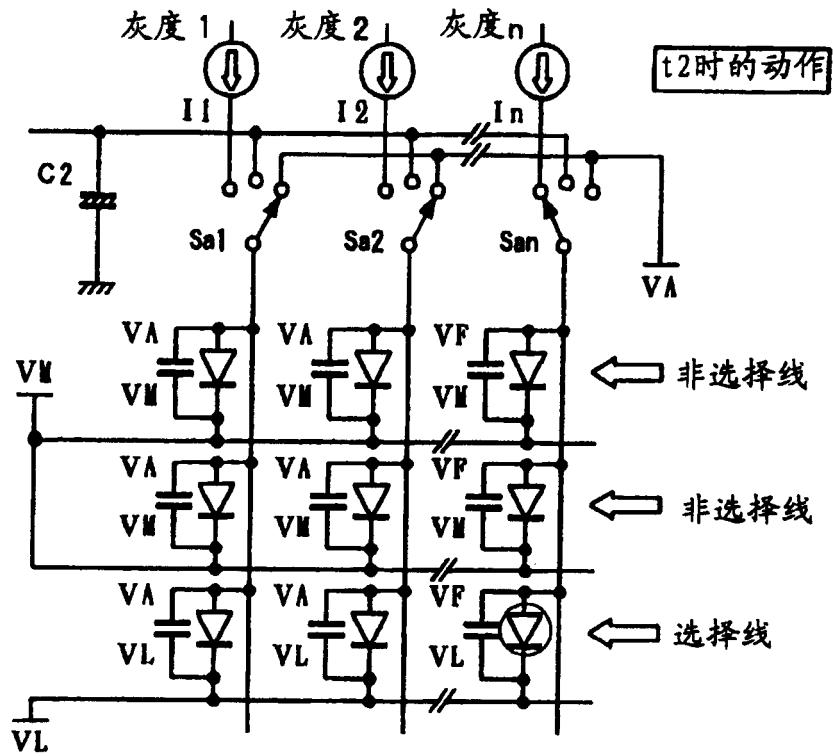 灰度1 灰度2 灰度n
t2时的动作
I1 I2 In
C2
Sa1 Sa2 San
VA
VA VA VF
VM
VM VM VM
非选择线
VA VA VF
VM VM VM
非选择线
VA VA VF
VL VL VL
选择线
VL